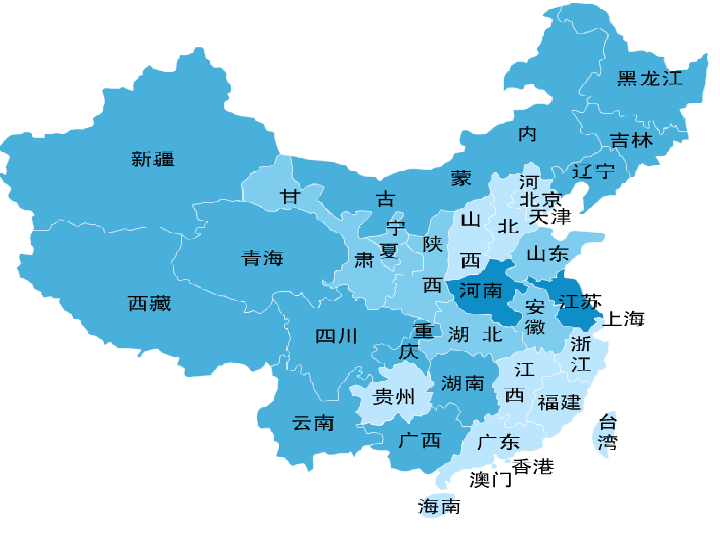 黑龙江
内
吉林
新疆
辽宁
蒙
河
甘
古
北京
山
天津
北
宁
陕
夏
山东
青海
肃
西
西
河南
西藏
江苏
安
上海
徽
重
四川
湖 北
浙
庆
江
江
湖南
西
贵州
福建
台
云南
湾
广西
广东
香港
澳门
海南